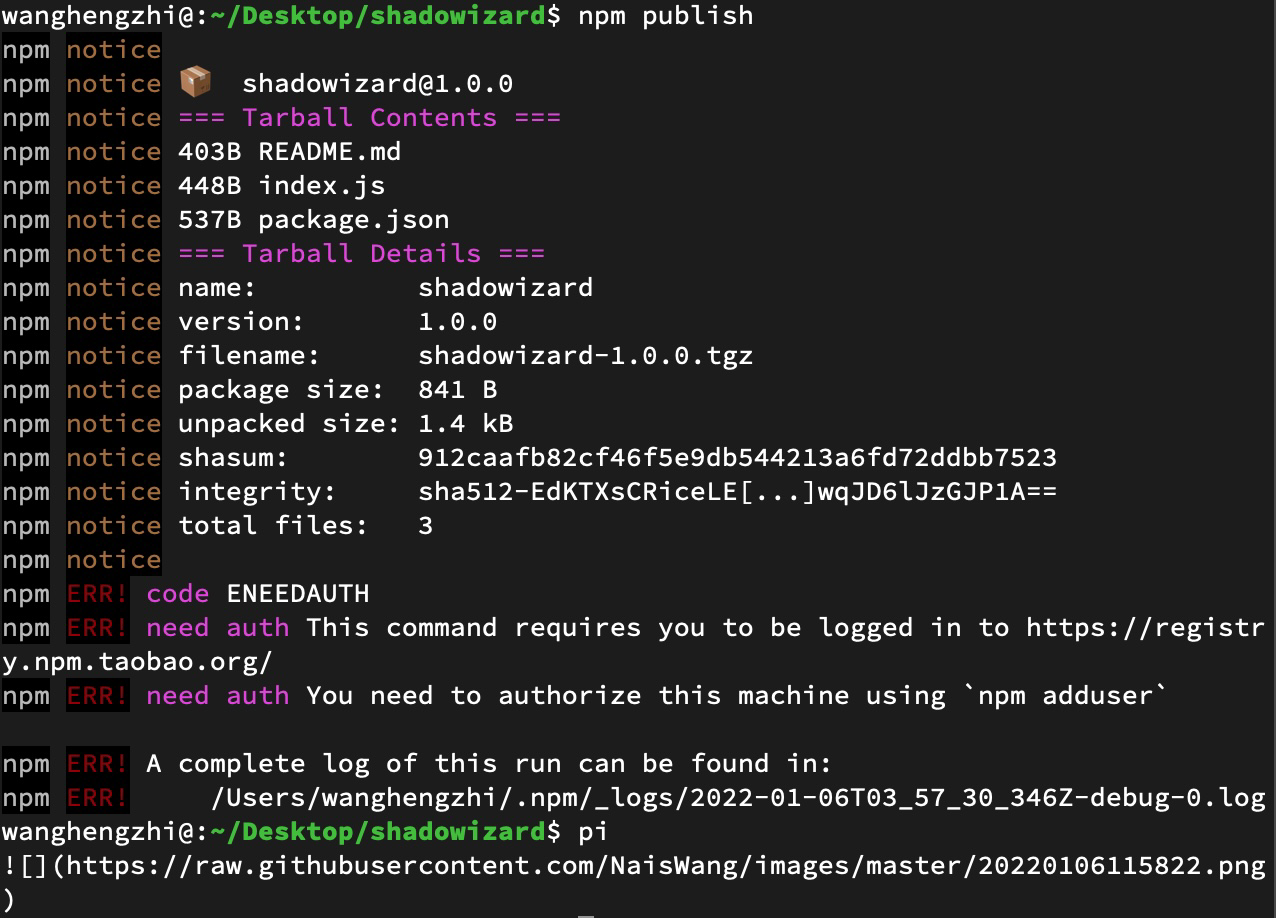 wanghengzhi@:~/Desktop/shadowizard$ npm publish
npm notice
npm notice 📦  shadowizard@1.0.0
npm notice === Tarball Contents ===
npm notice 403B README.md
npm notice 448B index.js
npm notice 537B package.json
npm notice === Tarball Details ===
npm notice name:          shadowizard
npm notice version:       1.0.0
npm notice filename:      shadowizard-1.0.0.tgz
npm notice package size:  841 B
npm notice unpacked size: 1.4 kB
npm notice shasum:        912caafb82cf46f5e9db544213a6fd72ddbb7523
npm notice integrity:     sha512-EdKTXsCRiceLE[...]wqJD6lJzGJP1A==
npm notice total files:   3
npm notice
npm ERR! code ENEEDAUTH
npm ERR! need auth This command requires you to be logged in to https://registr
y.npm.taobao.org/
npm ERR! need auth You need to authorize this machine using `npm adduser`
npm ERR! A complete log of this run can be found in:
npm ERR!     /Users/wanghengzhi/.npm/_logs/2022-01-06T03_57_30_346Z-debug-0.log
wanghengzhi@:~/Desktop/shadowizard$ pi
![](https://raw.githubusercontent.com/NaisWang/images/master/20220106115822.png
)